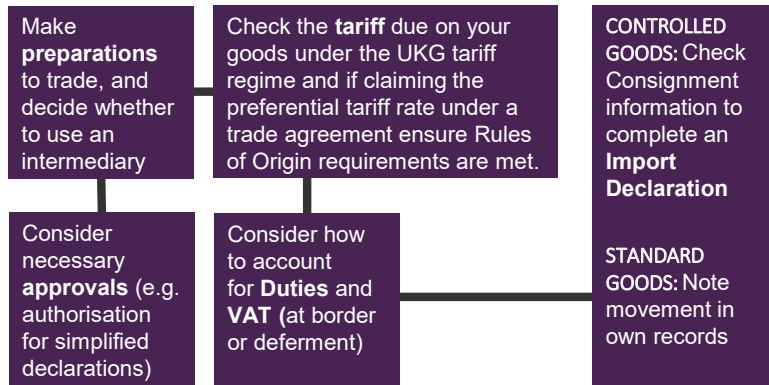 Make
preparations
to trade, and
decide whether
to use an
intermediary
Check the tariff due on your
goods under the UKG tariff
regime and if claiming the
preferential tariff rate under a
trade agreement ensure Rules
of Origin requirements are met.
Consider
necessary
approvals (e.g.
authorisation
for simplified
declarations)
Consider how
to account
for Duties and
VAT (at border
or deferment)
CONTROLLED
GOODS: Check
Consignment
information to
complete an
Import
Declaration
STANDARD
GOODS: Note
movement in
own records